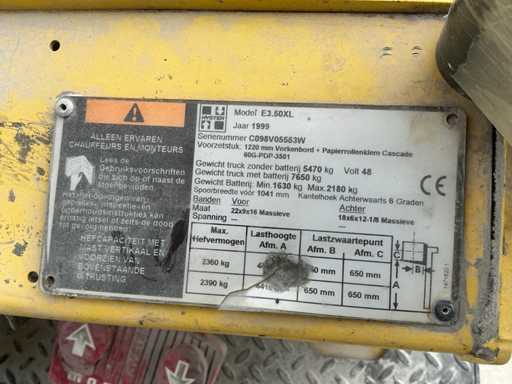 HYSTER
Model E3.50XL
Jaar 1999
Serienummer C098V05563W
Voorzetstuk: 1220 mm Vorkenbord + Papierrollenklem Cascade
60G-PDP-3501
Gewicht truck zonder batterij 5470 kg Volt 48
Gewicht truck met batterij 7650 kg
Gewicht Batterij: Min. 1630 kg Max. 2180 kg
Spoorbreedte vóór 1041 mm Kantelhoek Achterwaarts 6 Graden
Banden Voor Achter
Maat 22x9x16 Massieve 18x6x12-1/8 Massieve
Spanning — —
Max. Hefvermogen
Lasthoogte Afm. A
Lastzwaartepunt
Afm. B Afm. C
2360 kg mm 650 mm
2390 kg 650 mm 650 mm
C
B
A
CE
ALLEEN ERVAREN
CHAUFFEURS EN MONTEURS
Lees de
Gebruiksvoorschriften
die zich op of naast de
stoel bevinden
HEFCAPACITEIT MET
MAST VERTIKAAL EN
VOORZIEN VAN
BOVENSTAANDE
UITRUSTING